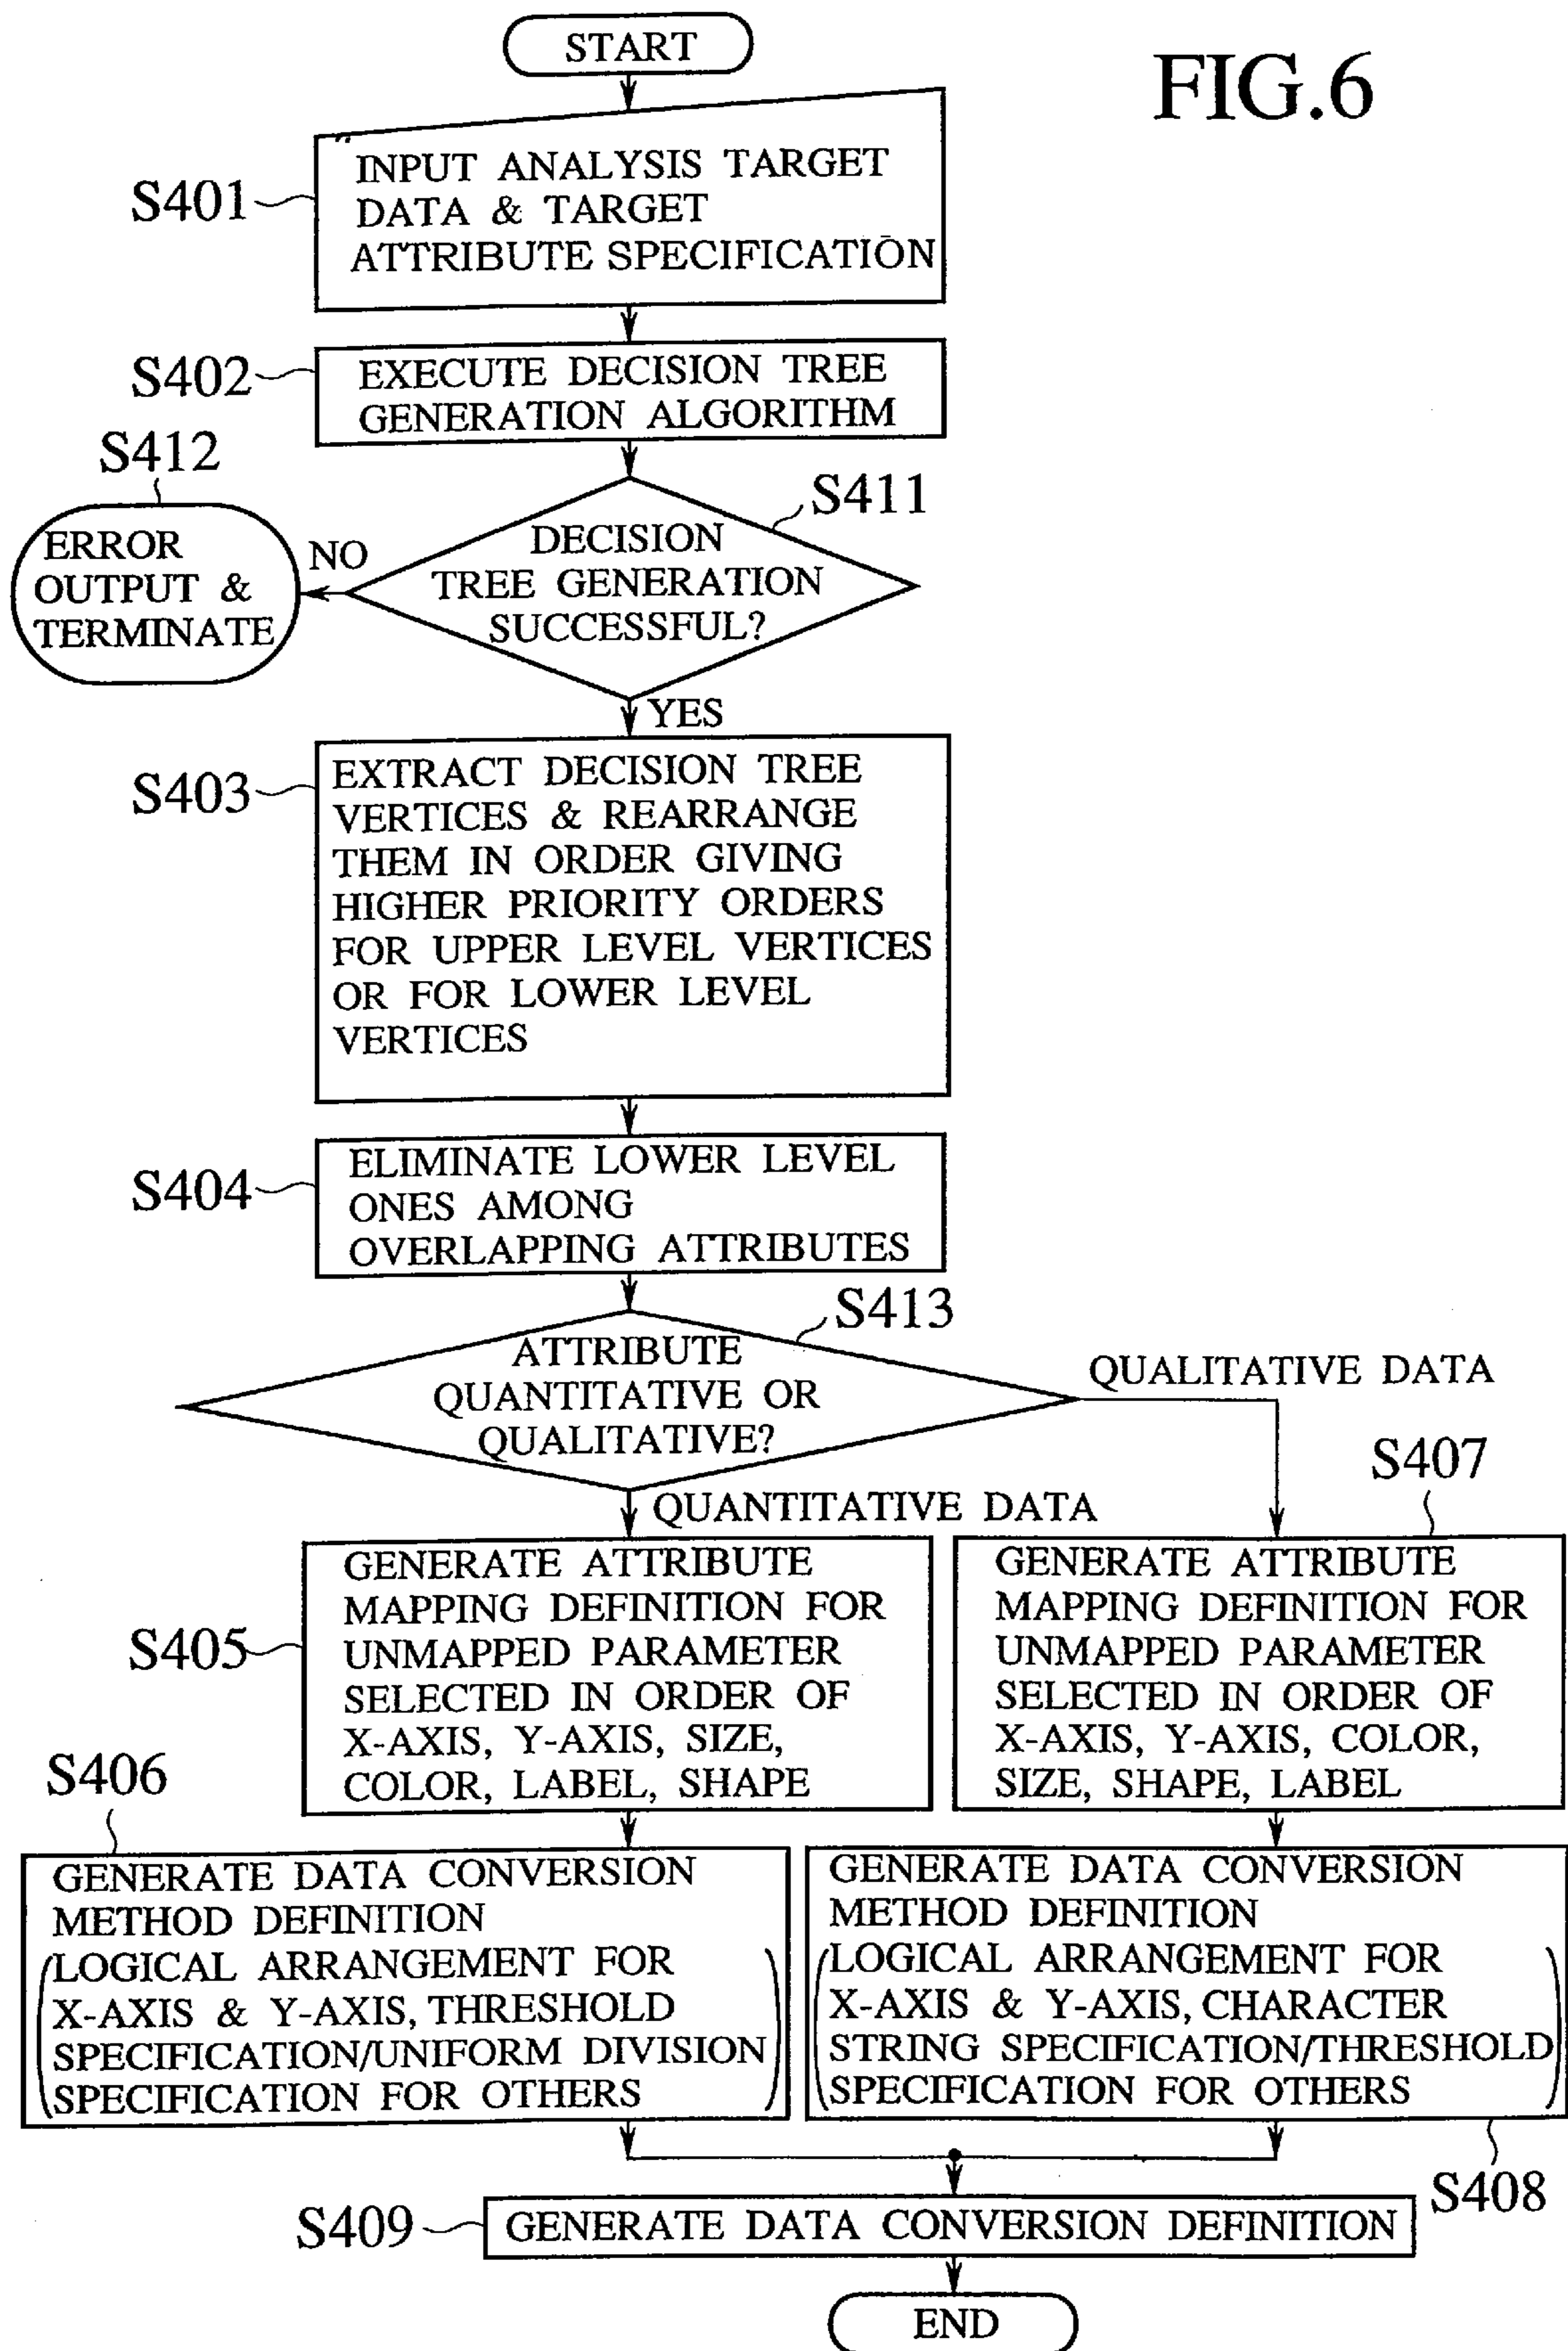 START
FIG.6
S401
INPUT ANALYSIS TARGET
DATA & TARGET
ATTRIBUTE SPECIFICATION
S402
EXECUTE DECISION TREE
GENERATION ALGORITHM
S412
ERROR
OUTPUT &
TERMINATE
NO
S411
DECISION
TREE GENERATION
SUCCESSFUL?
YES
S403
EXTRACT DECISION TREE
VERTICES & REARRANGE
THEM IN ORDER GIVING
HIGHER PRIORITY ORDERS
FOR UPPER LEVEL VERTICES
OR FOR LOWER LEVEL
VERTICES
S404
ELIMINATE LOWER LEVEL
ONES AMONG
OVERLAPPING ATTRIBUTES
S413
ATTRIBUTE
QUANTITATIVE OR
QUALITATIVE?
QUALITATIVE DATA
QUANTITATIVE DATA
S405
GENERATE ATTRIBUTE
MAPPING DEFINITION FOR
UNMAPPED PARAMETER
SELECTED IN ORDER OF
X-AXIS, Y-AXIS, SIZE,
COLOR, LABEL, SHAPE
S407
GENERATE ATTRIBUTE
MAPPING DEFINITION FOR
UNMAPPED PARAMETER
SELECTED IN ORDER OF
X-AXIS, Y-AXIS, COLOR,
SIZE, SHAPE, LABEL
S406
GENERATE DATA CONVERSION
METHOD DEFINITION
(LOGICAL ARRANGEMENT FOR
X-AXIS & Y-AXIS, THRESHOLD
SPECIFICATION/UNIFORM DIVISION
SPECIFICATION FOR OTHERS)
GENERATE DATA CONVERSION
METHOD DEFINITION
(LOGICAL ARRANGEMENT FOR
X-AXIS & Y-AXIS, CHARACTER
STRING SPECIFICATION/THRESHOLD
SPECIFICATION FOR OTHERS)
S408
S409
GENERATE DATA CONVERSION DEFINITION
END